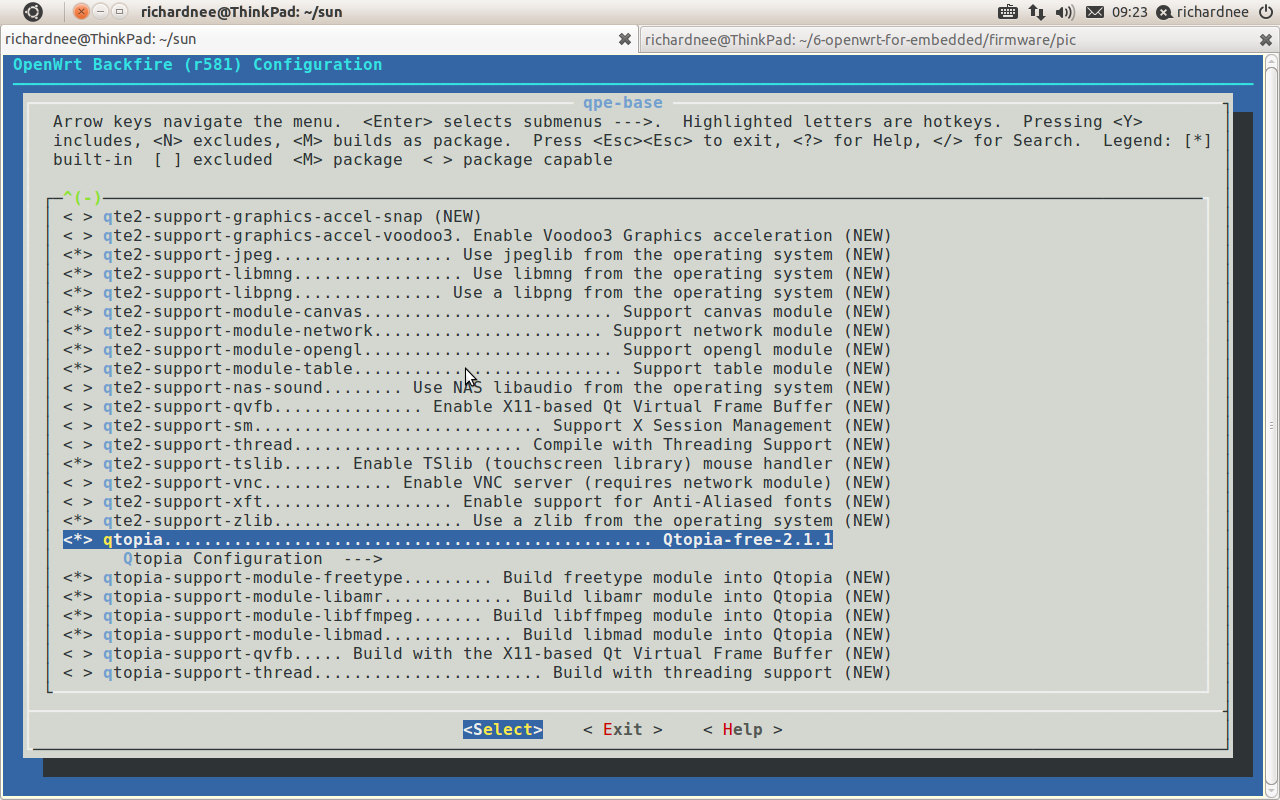 richardnee@ThinkPad: ~/sun
09:23
richardnee
richardnee@ThinkPad: ~/sun
richardnee@ThinkPad: ~/6-openwrt-for-embedded/firmware/pic
OpenWrt Backfire (r581) Configuration
qpe-base
Arrow keys navigate the menu.  <Enter> selects submenus --->.  Highlighted letters are hotkeys.  Pressing <Y>
includes, <N> excludes, <M> builds as package.  Press <Esc><Esc> to exit, <?> for Help, </> for Search.  Legend: [*]
built-in  [ ] excluded  <M> package  < > package capable
^(-)
< > qte2-support-graphics-accel-snap (NEW)
< > qte2-support-graphics-accel-voodoo3. Enable Voodoo3 Graphics acceleration (NEW)
<*> qte2-support-jpeg.................. Use jpeglib from the operating system (NEW)
<*> qte2-support-libmng................ Use libmng from the operating system (NEW)
<*> qte2-support-libpng............... Use a libpng from the operating system (NEW)
<*> qte2-support-module-canvas......................... Support canvas module (NEW)
<*> qte2-support-module-network....................... Support network module (NEW)
<*> qte2-support-module-opengl......................... Support opengl module (NEW)
<*> qte2-support-module-table........................... Support table module (NEW)
< > qte2-support-nas-sound........ Use NAS libaudio from the operating system (NEW)
< > qte2-support-qvfb............... Enable X11-based Qt Virtual Frame Buffer (NEW)
< > qte2-support-sm............................. Support X Session Management (NEW)
< > qte2-support-thread....................... Compile with Threading Support (NEW)
<*> qte2-support-tslib...... Enable TSlib (touchscreen library) mouse handler (NEW)
< > qte2-support-vnc............. Enable VNC server (requires network module) (NEW)
< > qte2-support-xft................... Enable support for Anti-Aliased fonts (NEW)
<*> qte2-support-zlib................... Use a zlib from the operating system (NEW)
<*> qtopia................................................. Qtopia-free-2.1.1
Qtopia Configuration  --->
<*> qtopia-support-module-freetype......... Build freetype module into Qtopia (NEW)
<*> qtopia-support-module-libamr............. Build libamr module into Qtopia (NEW)
<*> qtopia-support-module-libffmpeg....... Build libffmpeg module into Qtopia (NEW)
<*> qtopia-support-module-libmad............. Build libmad module into Qtopia (NEW)
< > qtopia-support-qvfb..... Build with the X11-based Qt Virtual Frame Buffer (NEW)
< > qtopia-support-thread....................... Build with threading support (NEW)
<Select>    < Exit >    < Help >